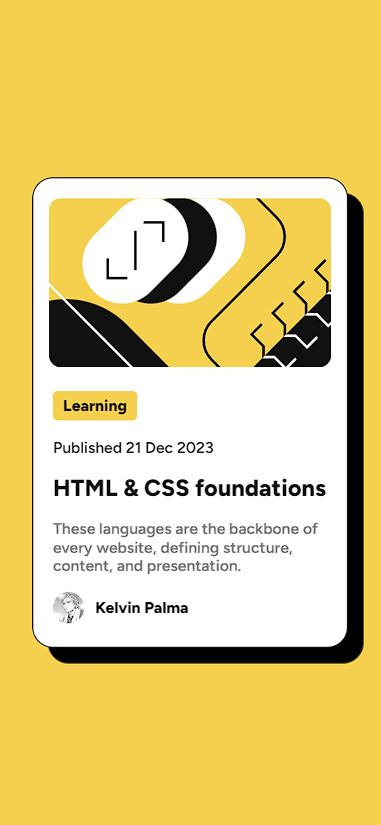 Learning
Published 21 Dec 2023
HTML & CSS foundations
These languages are the backbone of
every website, defining structure,
content, and presentation.
Kelvin Palma